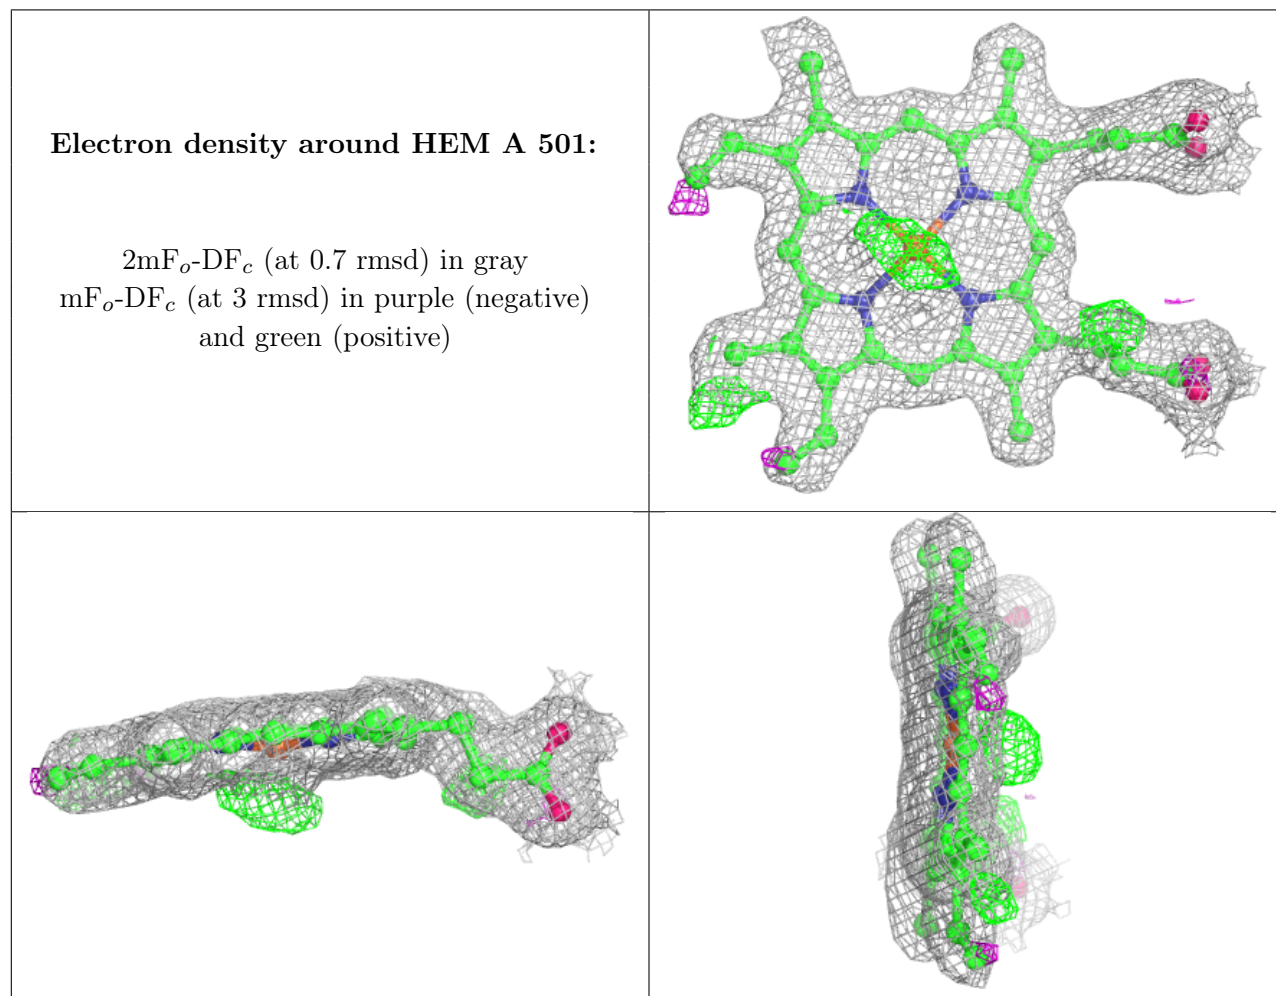 Electron density around HEM A 501:
2mFₒ-DF𝒸 (at 0.7 rmsd) in gray
mFₒ-DF𝒸 (at 3 rmsd) in purple (negative)
and green (positive)